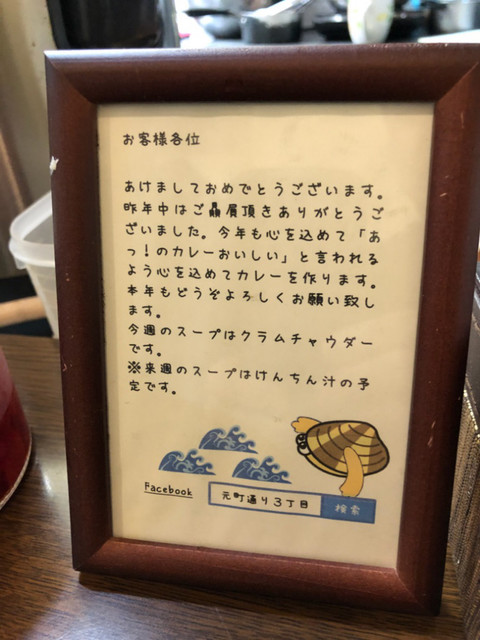 お客様各位
あけましておめでとうございます。
昨年中はご贔屓頂きありがとうご
ざいました。今年も心を込めて「あ
っ！のカレーおいしい」と言われる
よう心を込めてカレーを作ります。
本年もどうぞよろしくお願い致し
ます。
今週のスープはクラムチャウダー
です。
※来週のスープはけんちん汁の予
定です。
Facebook 元町通り３丁目 検索